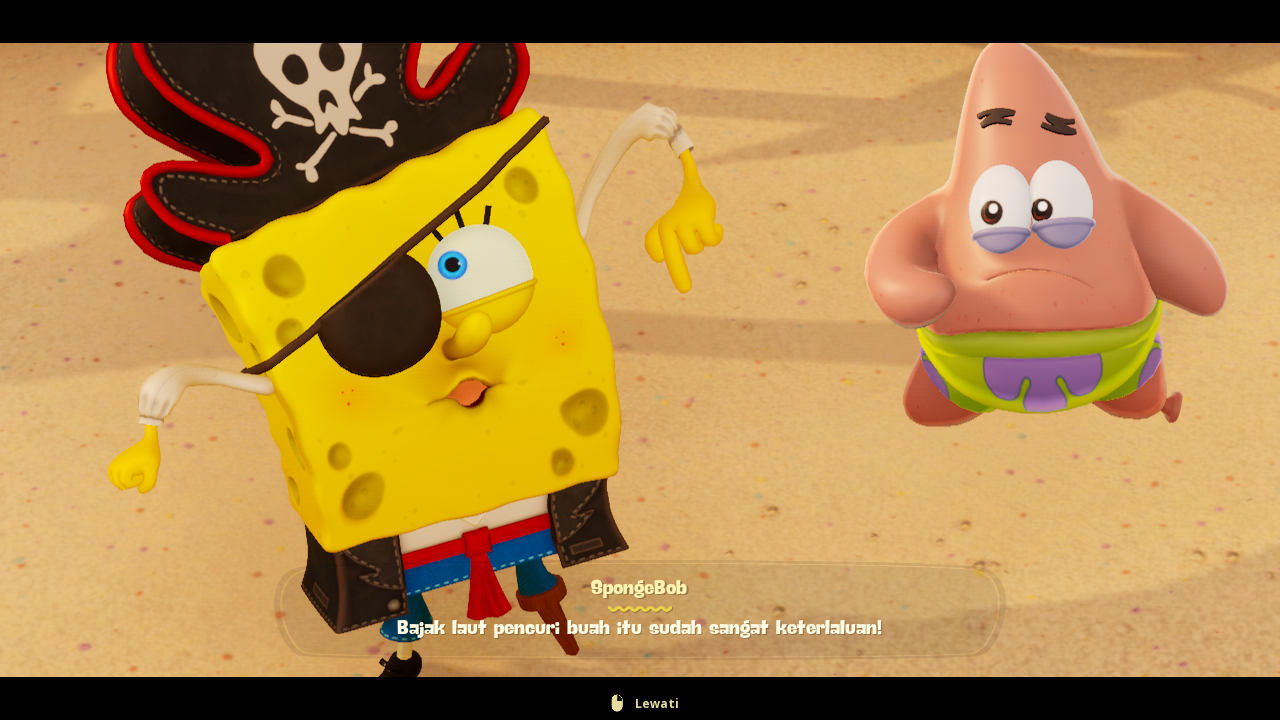 SpongeBob
Bajak laut pencuri buah itu sudah sangat keterlaluan!
Lewati